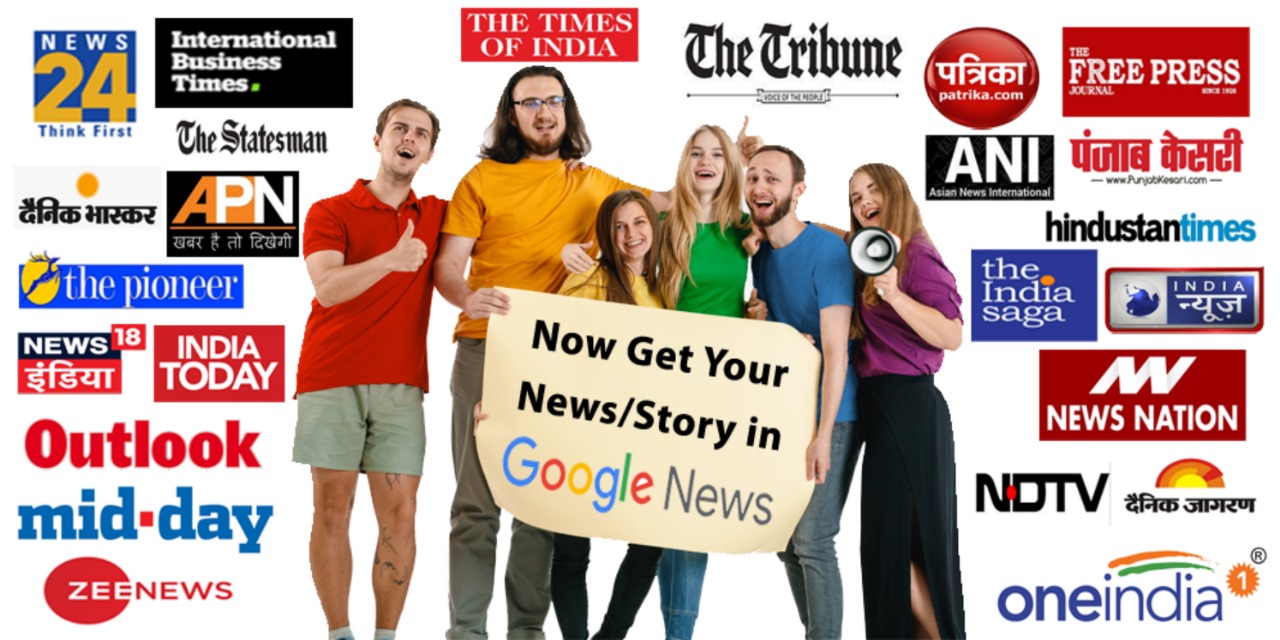 NEWS
24
Think First
International
Business
Times.
The Statesman
दैनिक भास्कर
APN
खबर है तो दिखेगी
the pioneer
NEWS 18
इंडिया
INDIA
TODAY
Outlook
mid-day
ZEENEWS
THE TIMES
OF INDIA
The Tribune
VOICE OF THE PEOPLE
Now Get Your
News/Story in
Google News
पत्रिका
patrika.com
THE
FREE PRESS
JOURNAL
SINCE 1928
ANI
Asian News International
पंजाब केसरी
www.PunjabKesari.com
hindustantimes
the
India
saga
INDIA
न्यूज़
NEWS NATION
NDTV
दैनिक जागरण
oneindia
1
®